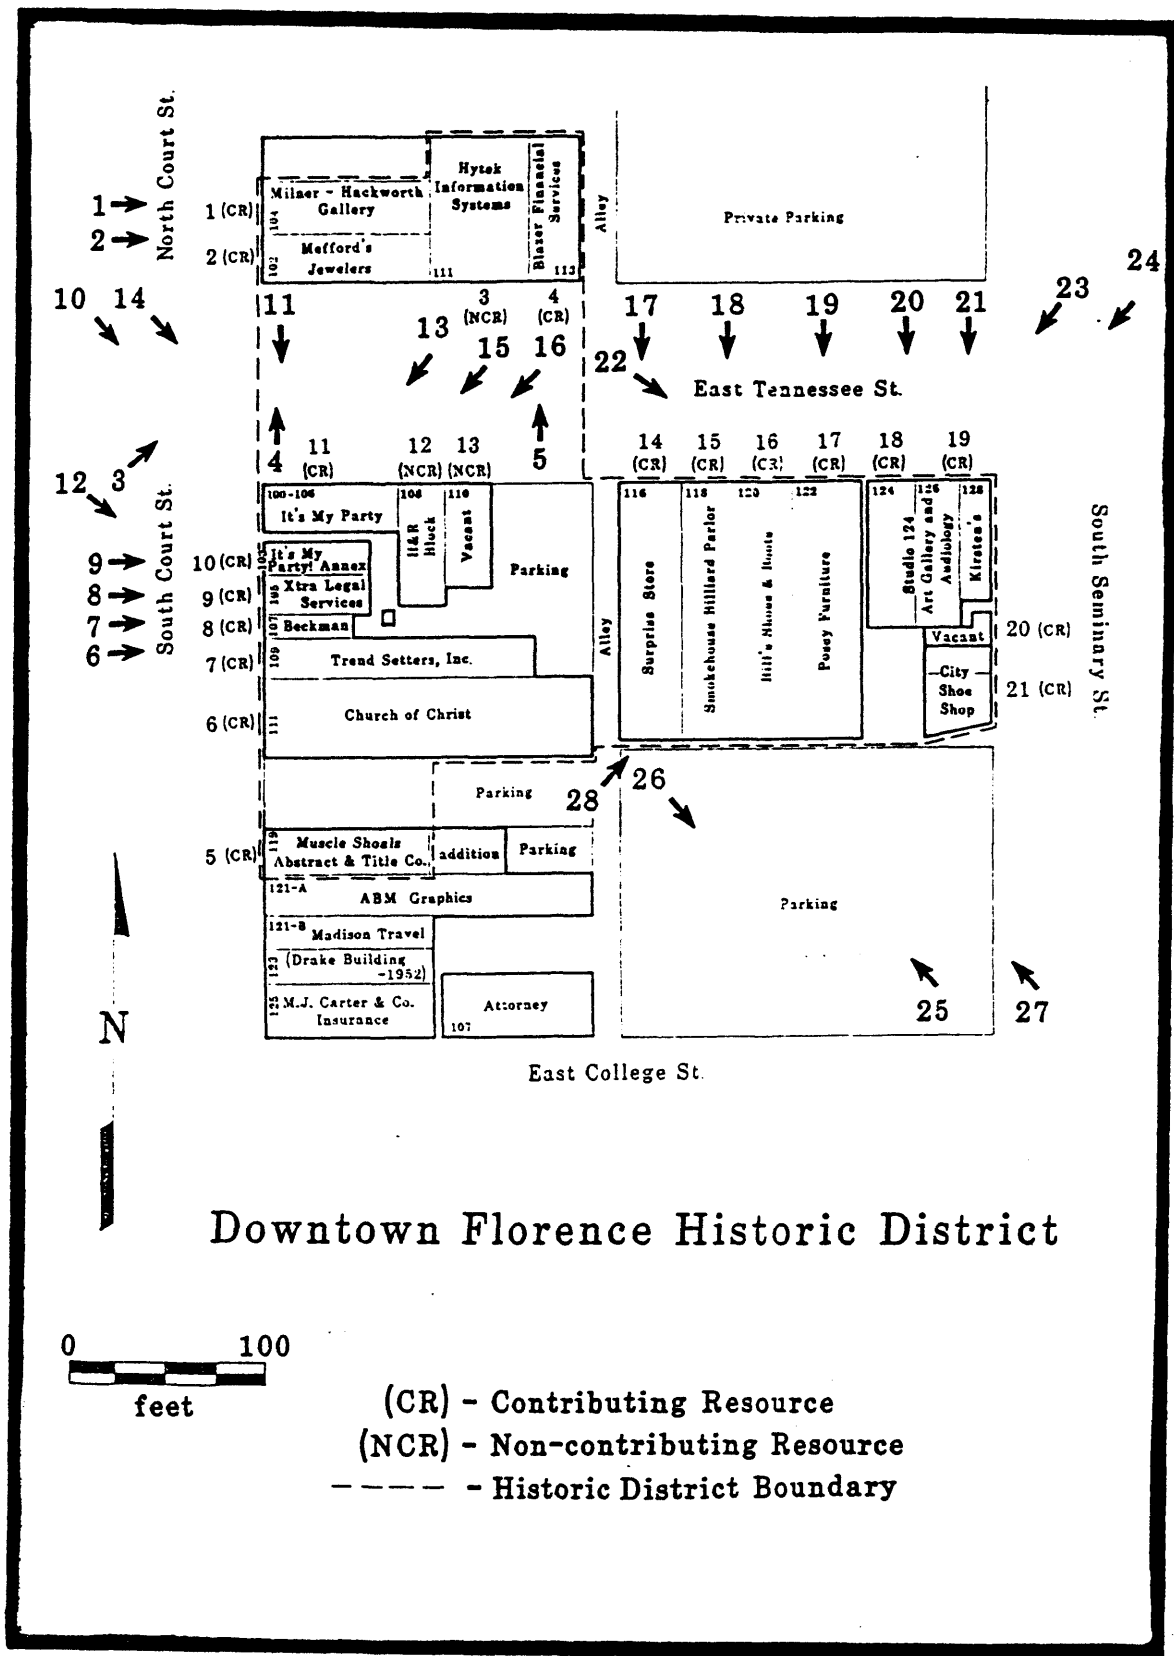 North Court St.
1
2
1 (CR)
2 (CR)
104
Milner - Hackworth
Gallery
102
Mefford's
Jewelers
Hytek
Information
Systems
111
Blazer Financial
Services
113
Alley
Private Parking
10
14
11
13
3
(NCR)
4
(CR)
15
16
17
18
19
20
21
23
24
22
East Tennessee St.
12
3
4
5
11
(CR)
12
(NCR)
13
(NCR)
14
(CR)
15
(CR)
16
(CR)
17
(CR)
18
(CR)
19
(CR)
South Court St.
9
8
7
6
10 (CR)
9 (CR)
8 (CR)
7 (CR)
6 (CR)
5 (CR)
100-106
It's My Party
108
H&R
Block
110
Vacant
Parking
103
It's My
Party! Annex
105
Xtra Legal
Services
107
Beckman
109
Trend Setters, Inc.
111
Church of Christ
Alley
116
Surprise Store
118
Smokehouse Billiard Parlor
120
Hill's Shoes & Boots
122
Posey Furniture
124
Studio 124
126
Art Gallery and
Audiology
128
Kirsten's
Vacant
City
Shoe
Shop
20 (CR)
21 (CR)
South Seminary St.
Parking
28
26
119
Muscle Shoals
Abstract & Title Co.
addition
Parking
121-A
ABM Graphics
121-B
Madison Travel
123
(Drake Building
-1952)
125
M.J. Carter & Co.
Insurance
Attorney
107
Parking
25
27
N
East College St.
Downtown Florence Historic District
0
100
feet
(CR) - Contributing Resource
(NCR) - Non-contributing Resource
---- - Historic District Boundary